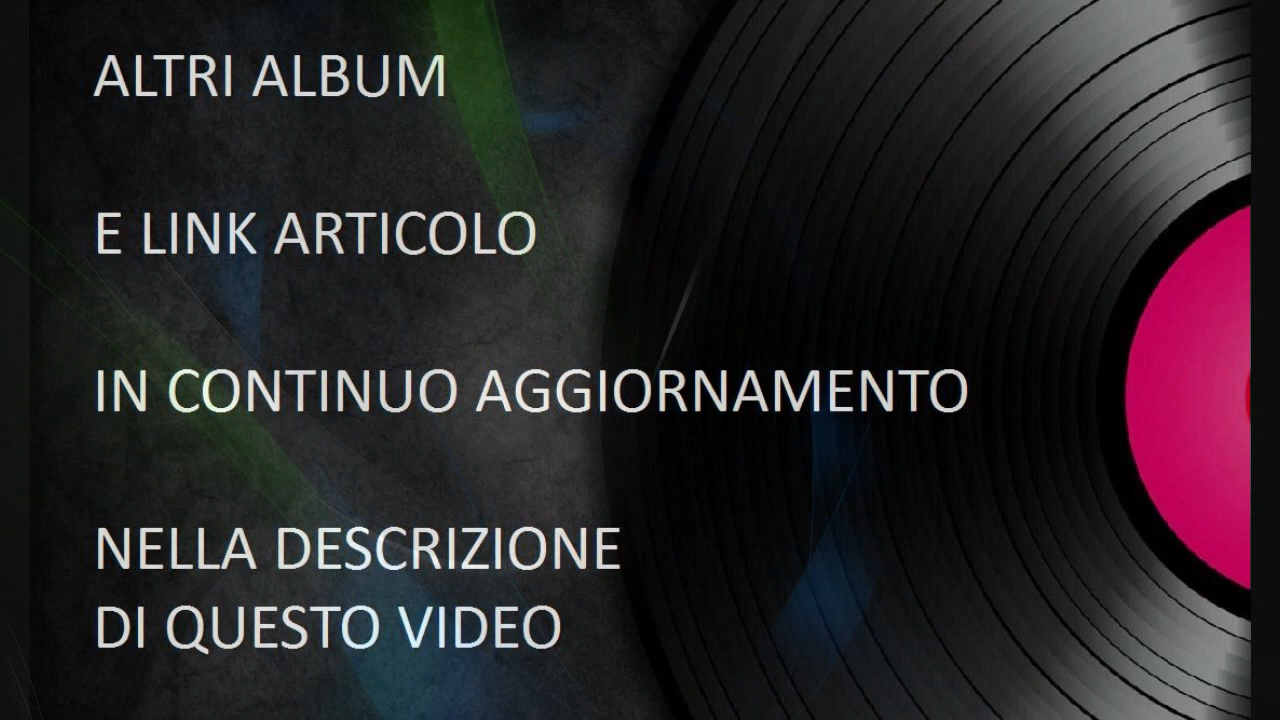 ALTRI ALBUM
E LINK ARTICOLO
IN CONTINUO AGGIORNAMENTO
NELLA DESCRIZIONE
DI QUESTO VIDEO